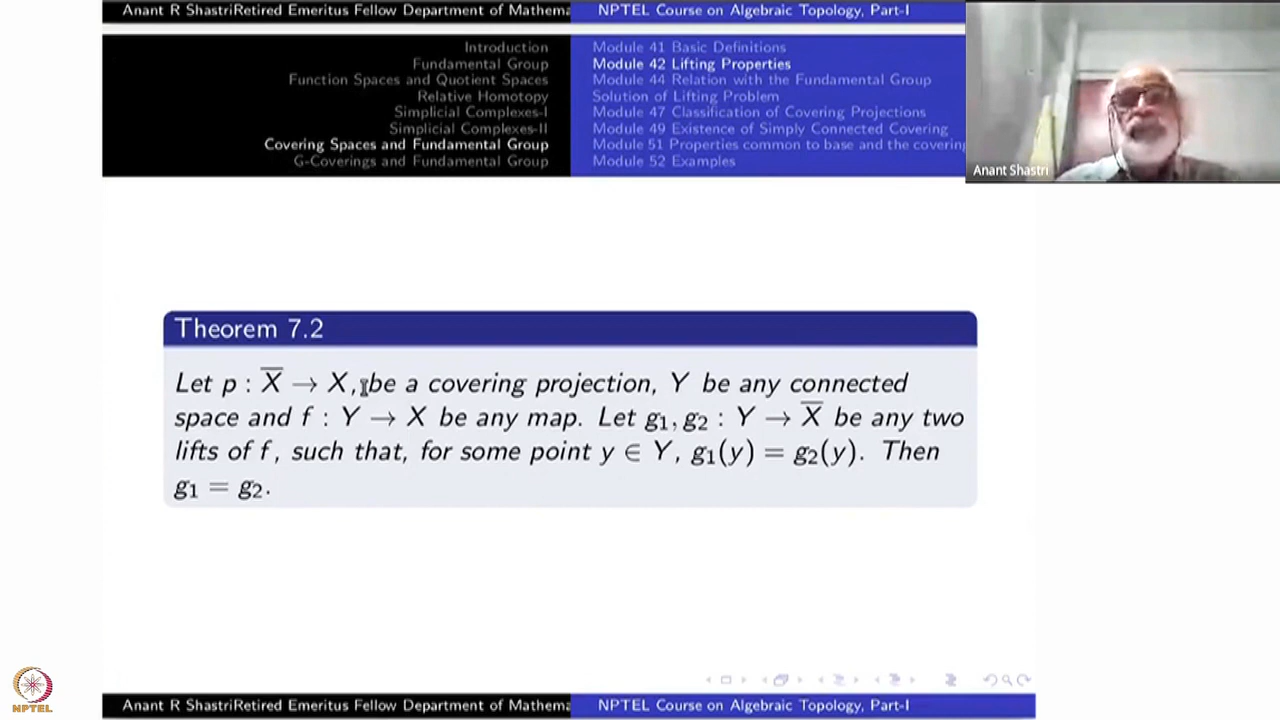 Anant R ShastriRetired Emeritus Fellow Department of Mathema
NPTEL Course on Algebraic Topology, Part-I
Introduction
Fundamental Group
Function Spaces and Quotient Spaces
Relative Homotopy
Simplicial Complexes-I
Simplicial Complexes-II
Covering Spaces and Fundamental Group
G-Coverings and Fundamental Group
Module 41 Basic Definitions
Module 42 Lifting Properties
Module 44 Relation with the Fundamental Group
Solution of Lifting Problem
Module 47 Classification of Covering Projections
Module 49 Existence of Simply Connected Covering
Module 51 Properties common to base and the covering
Module 52 Examples
Anant Shastri
Theorem 7.2
Let p : X̅ → X, be a covering projection, Y be any connected
space and f : Y → X be any map. Let g₁, g₂ : Y → X̅ be any two
lifts of f, such that, for some point y ∈ Y, g₁(y) = g₂(y). Then
g₁ = g₂.
NPTEL
Anant R ShastriRetired Emeritus Fellow Department of Mathema
NPTEL Course on Algebraic Topology, Part-I